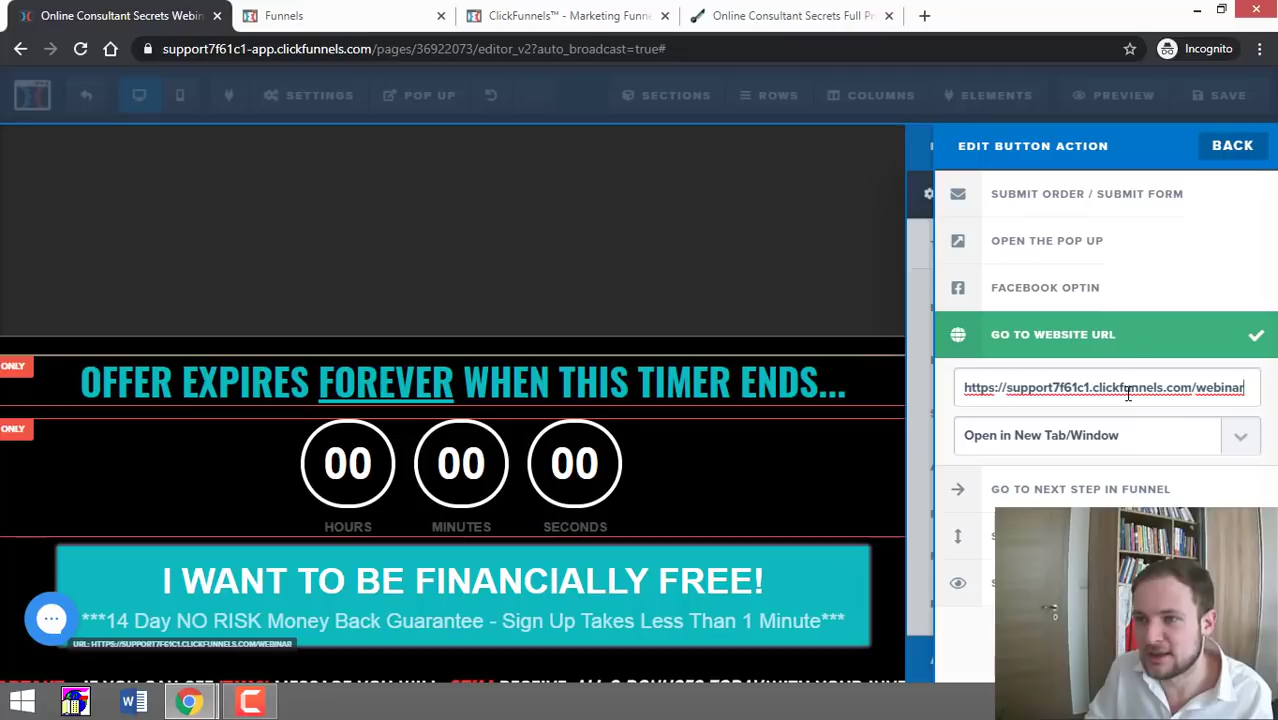 Online Consultant Secrets Webin
Funnels
ClickFunnels™ - Marketing Funne
Online Consultant Secrets Full Pr
support7f61c1-app.clickfunnels.com/pages/36922073/editor_v2?auto_broadcast=true#
Incognito
SETTINGS
POP UP
SECTIONS
ROWS
COLUMNS
ELEMENTS
PREVIEW
SAVE
EDIT BUTTON ACTION
BACK
SUBMIT ORDER / SUBMIT FORM
OPEN THE POP UP
FACEBOOK OPTIN
GO TO WEBSITE URL
https://support7f61c1.clickfunnels.com/webinar
Open in New Tab/Window
GO TO NEXT STEP IN FUNNEL
ONLY
OFFER EXPIRES FOREVER WHEN THIS TIMER ENDS...
ONLY
00 00 00
HOURS MINUTES SECONDS
I WANT TO BE FINANCIALLY FREE!
***14 Day NO RISK Money Back Guarantee - Sign Up Takes Less Than 1 Minute***
URL: HTTPS://SUPPORT7F61C1.CLICKFUNNELS.COM/WEBINAR